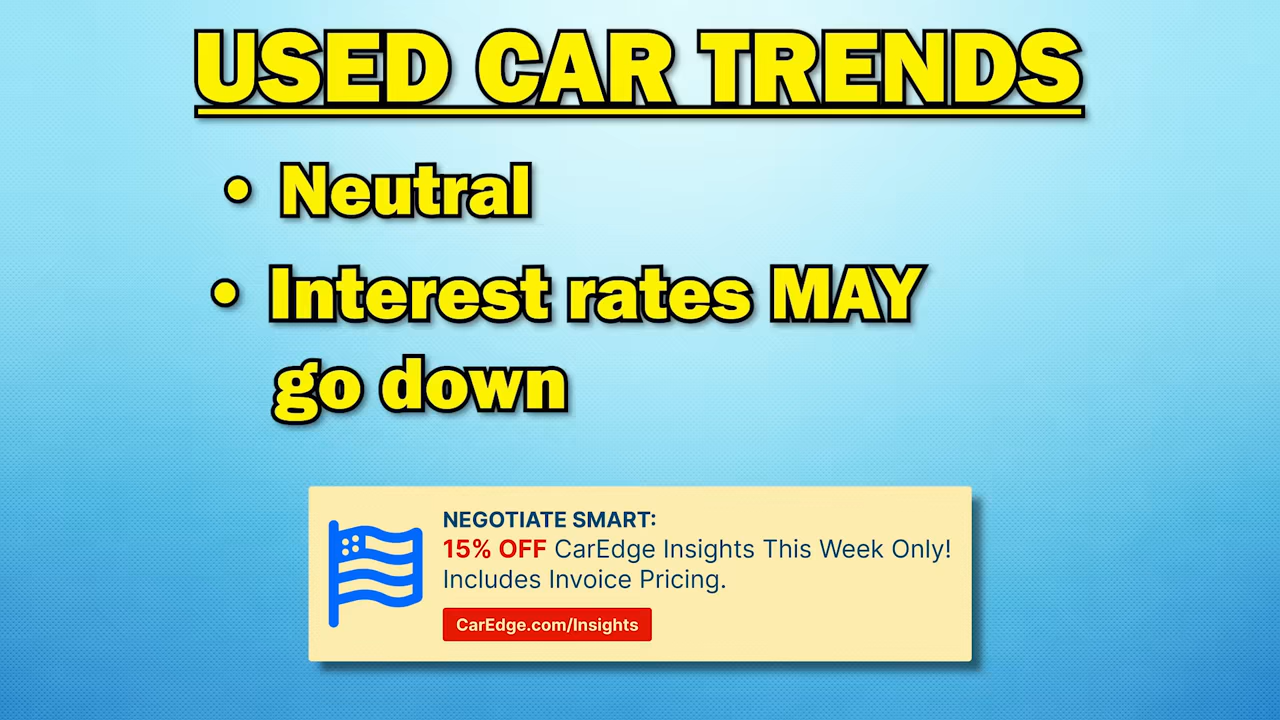 USED CAR TRENDS
• Neutral
• Interest rates MAY
go down
NEGOTIATE SMART:
15% OFF CarEdge Insights This Week Only!
Includes Invoice Pricing.
CarEdge.com/Insights